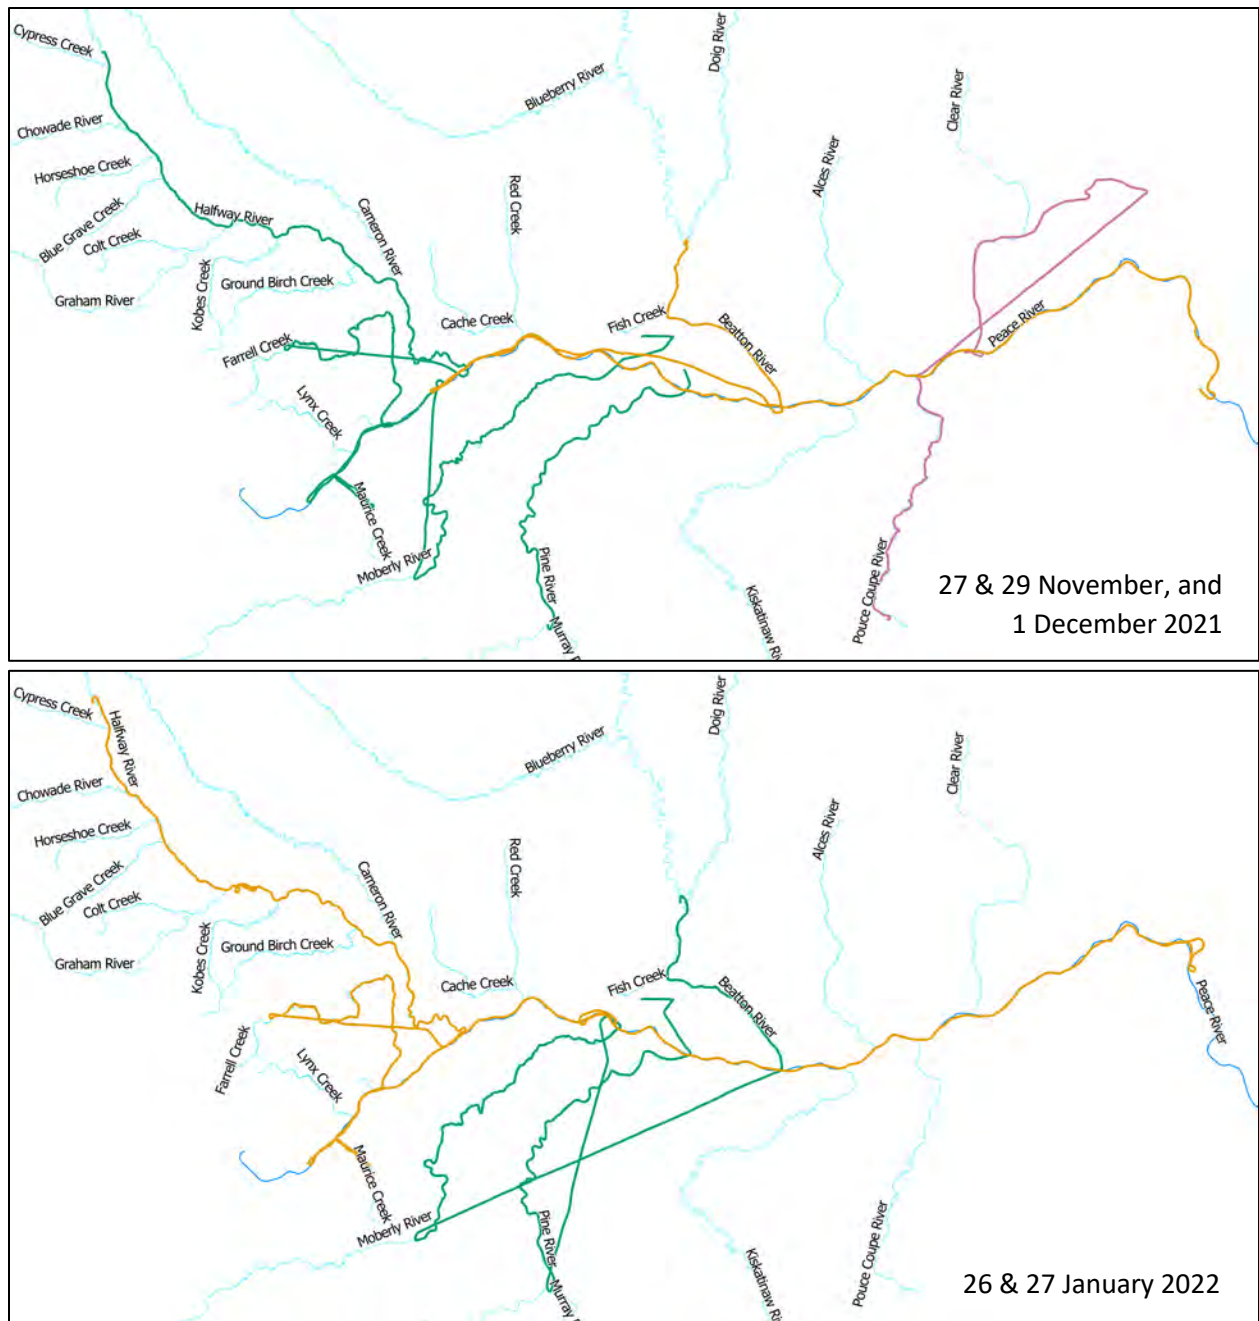 Cypress Creek
Doig River
Blueberry River
Clear River
Chowade River
Horseshoe Creek
Alces River
Red Creek
Halfway River
Blue Grave Creek
Cameron River
Colt Creek
Ground Birch Creek
Graham River
Kobes Creek
Cache Creek
Fish Creek
Beatton River
Peace River
Farrell Creek
Lynx Creek
Maurice Creek
Moberly River
Pine River
Pouce Coupe River
Kiskatinaw Riv
Murray R
27 & 29 November, and
1 December 2021
Cypress Creek
Halfway River
Doig River
Blueberry River
Clear River
Chowade River
Horseshoe Creek
Alces River
Red Creek
Blue Grave Creek
Cameron River
Colt Creek
Ground Birch Creek
Graham River
Kobes Creek
Cache Creek
Fish Creek
Beatton River
Peace River
Farrell Creek
Lynx Creek
Maurice Creek
Moberly River
Pine River
Pouce Coupe River
Kiskatinaw Riv
Murray R
26 & 27 January 2022